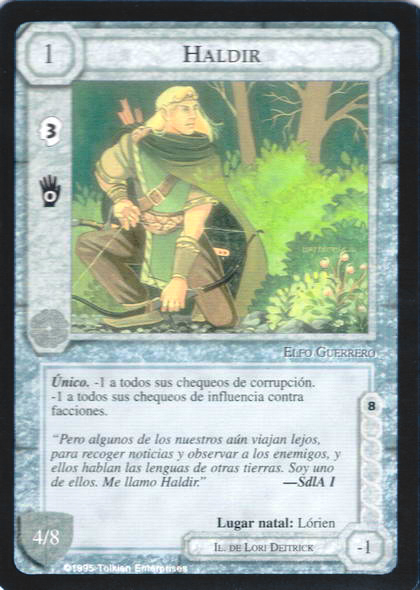 1
HALDIR
3
0
ELFO GUERRERO
Único. -1 a todos sus chequeos de corrupción.
-1 a todos sus chequeos de influencia contra
facciones.
8
“Pero algunos de los nuestros aún viajan lejos,
para recoger noticias y observar a los enemigos, y
ellos hablan las lenguas de otras tierras. Soy uno
de ellos. Me llamo Haldir.” —SdlA I
Lugar natal: Lórien
4/8
IL. DE LORI DEITRICK
-1
©1995 Tolkien Enterprises